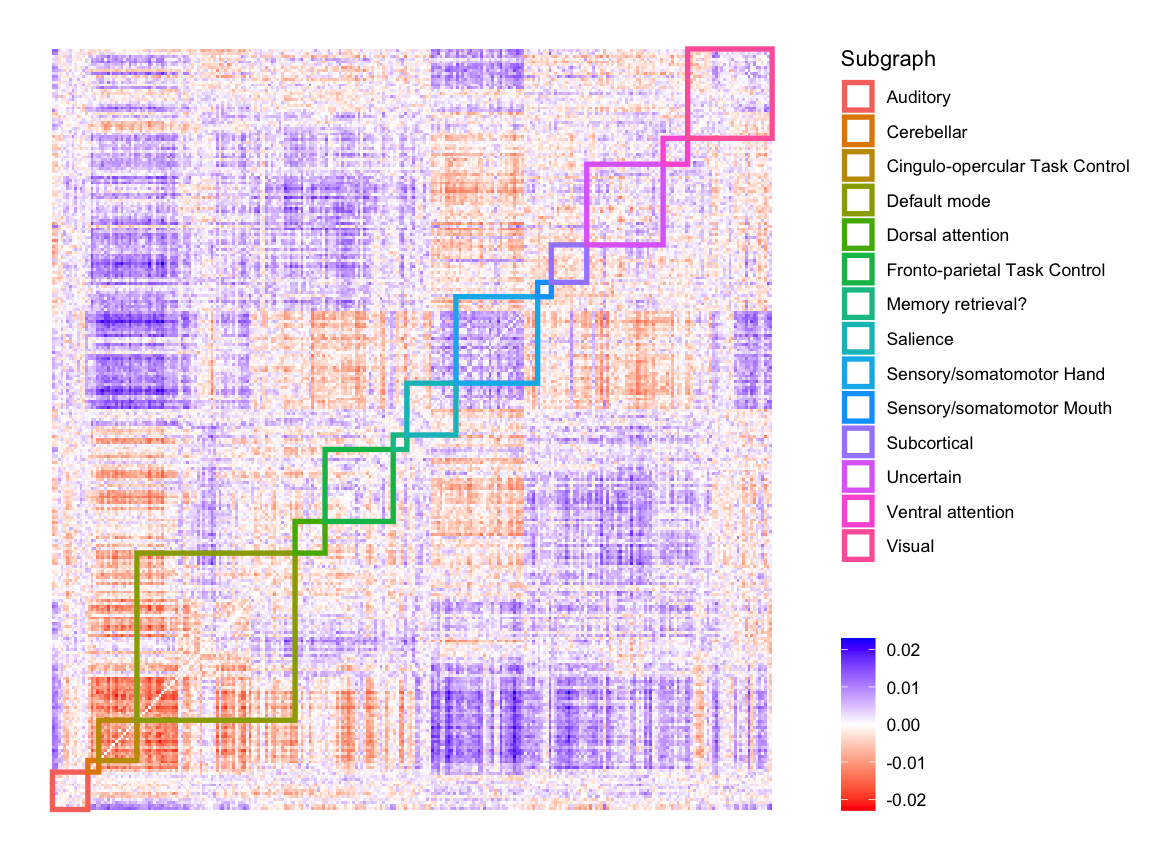 Subgraph
Auditory
Cerebellar
Cingulo-opercular Task Control
Default mode
Dorsal attention
Fronto-parietal Task Control
Memory retrieval?
Salience
Sensory/somatomotor Hand
Sensory/somatomotor Mouth
Subcortical
Uncertain
Ventral attention
Visual
0.02
0.01
0.00
-0.01
-0.02